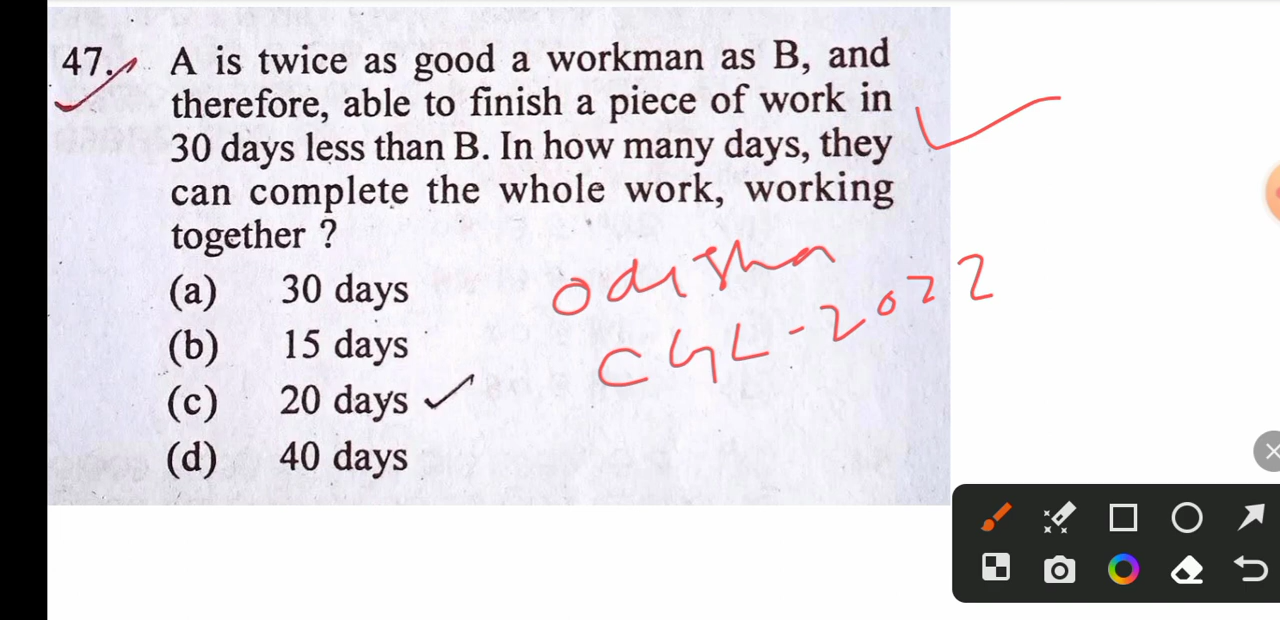 47. A is twice as good a workman as B, and
therefore, able to finish a piece of work in
30 days less than B. In how many days, they
can complete the whole work, working
together ?
(a) 30 days
(b) 15 days
(c) 20 days
(d) 40 days
Odisha
CGL-2022